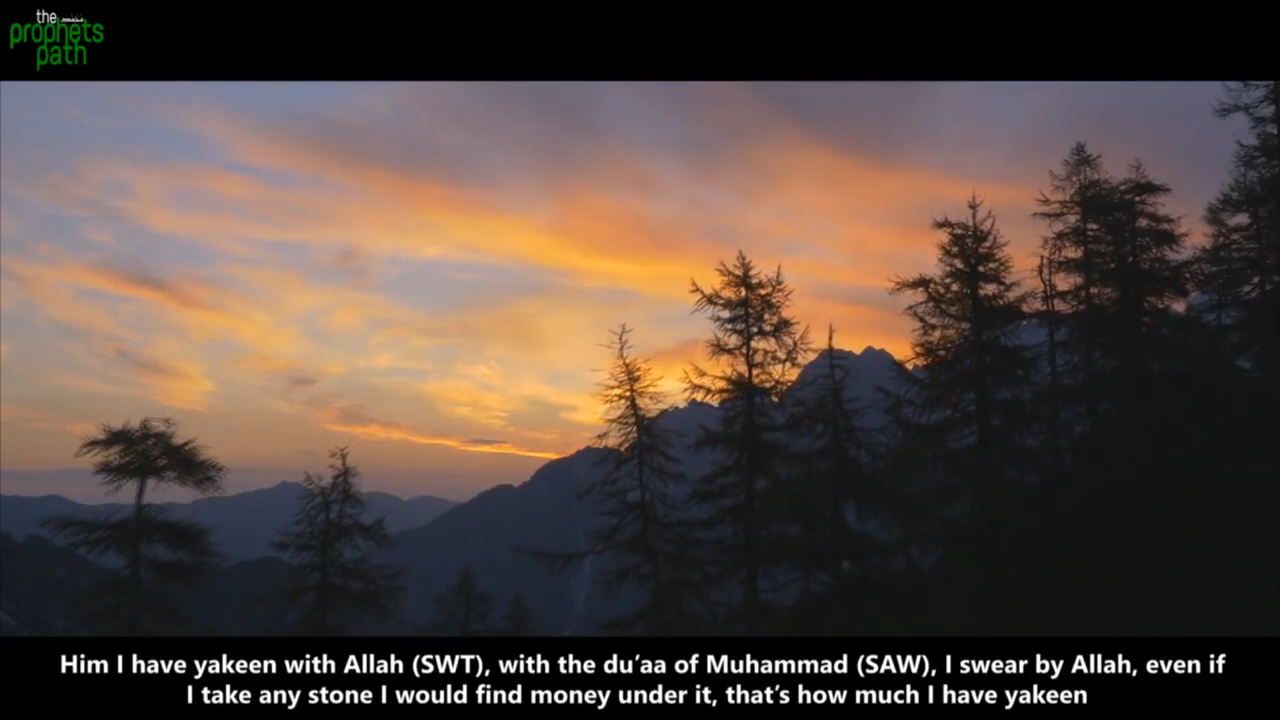 the
prophets
path
Him I have yakeen with Allah (SWT), with the du’aa of Muhammad (SAW), I swear by Allah, even if
I take any stone I would find money under it, that’s how much I have yakeen